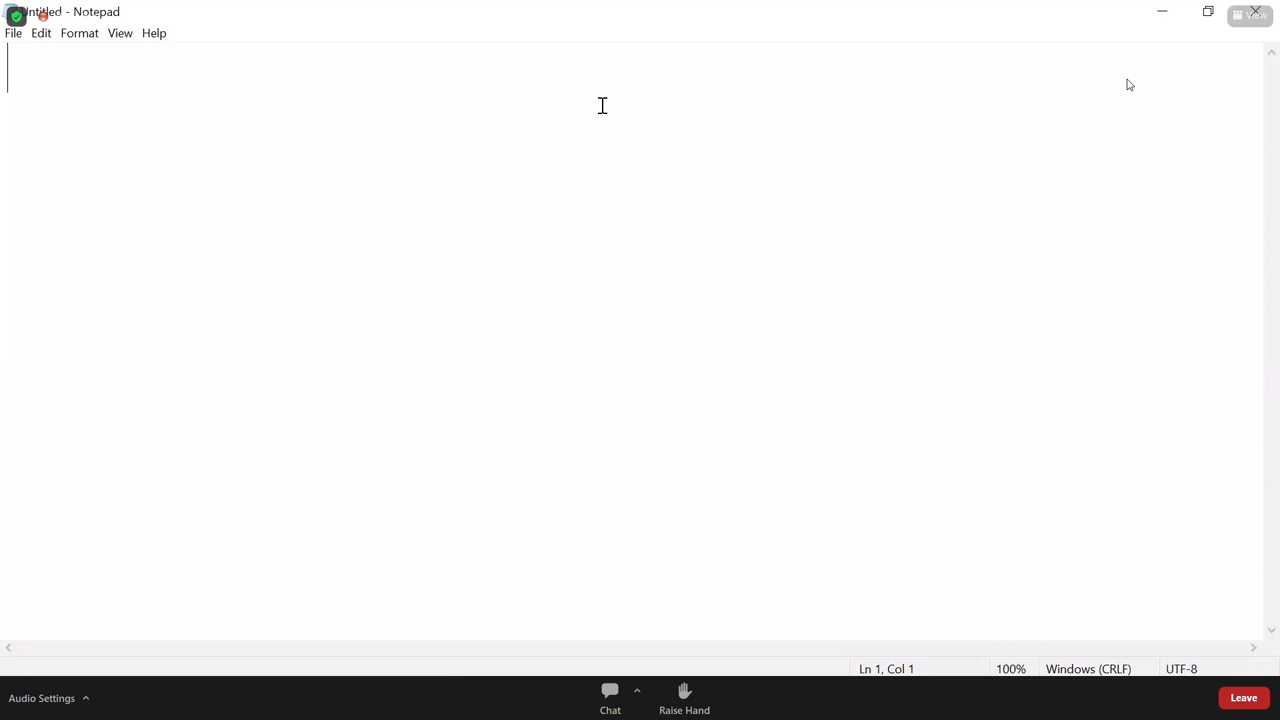 Untitled - Notepad
View
File Edit Format View Help
Ln 1, Col 1 100% Windows (CRLF) UTF-8
Audio Settings Chat Raise Hand Leave